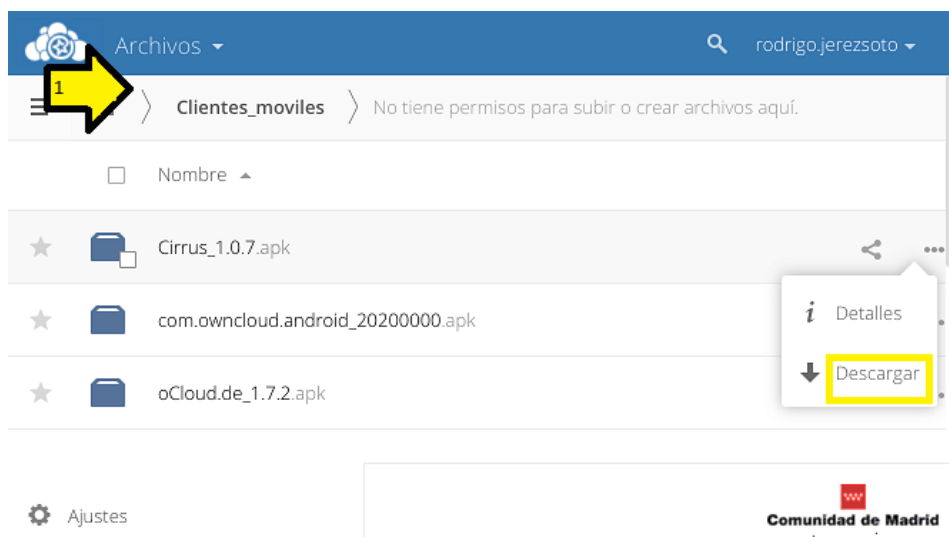 Archivos
rodrigo.jerezsoto
1
Clientes_moviles
No tiene permisos para subir o crear archivos aquí.
Nombre
Cirrus_1.0.7.apk
Detalles
com.owncloud.android_20200000.apk
Descargar
oCloud.de_1.7.2.apk
Ajustes
Comunidad de Madrid